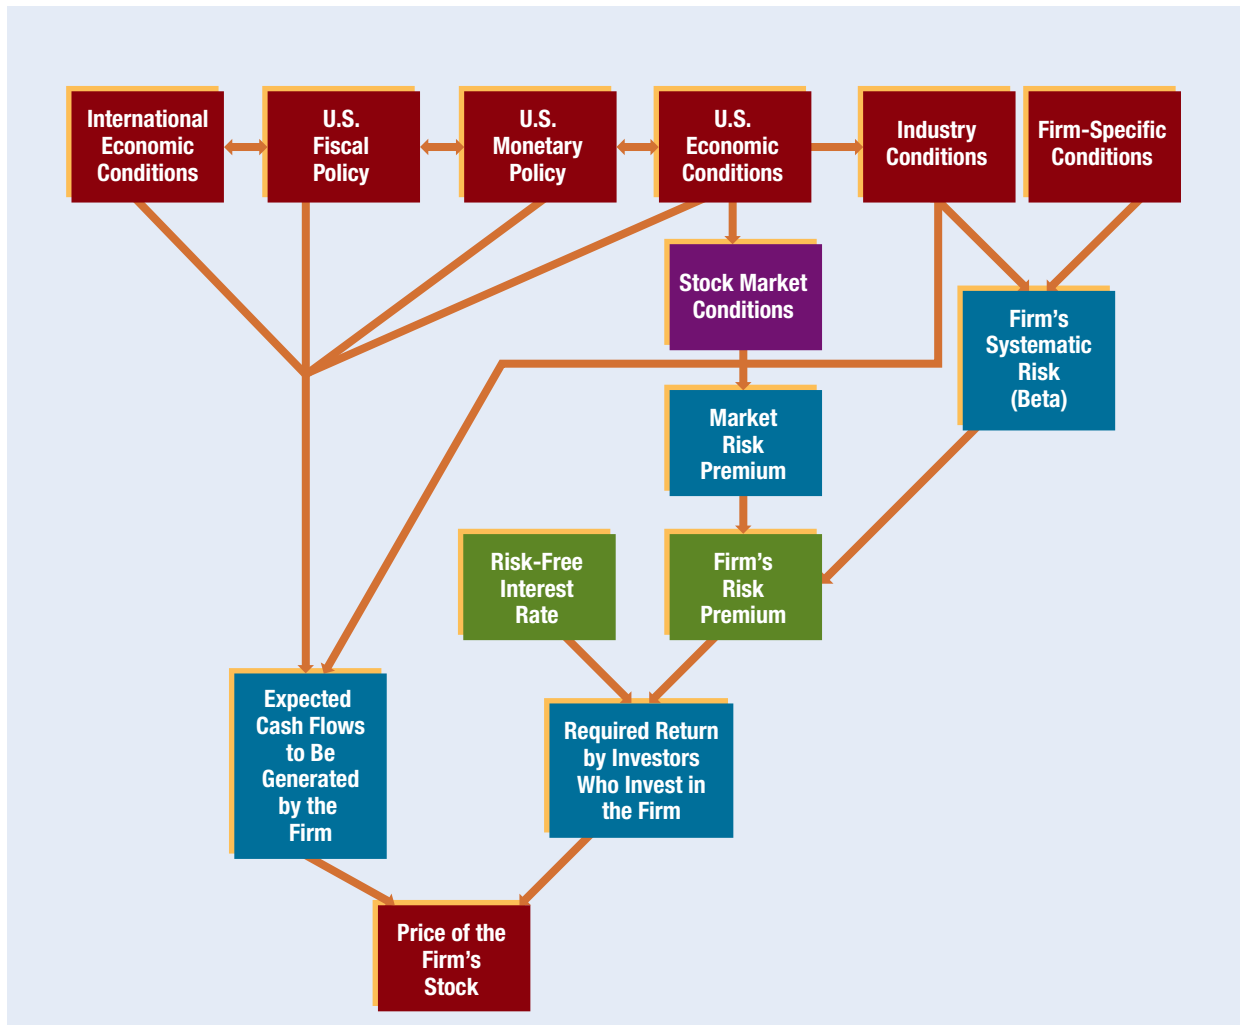 International
Economic
Conditions
U.S.
Fiscal
Policy
U.S.
Monetary
Policy
U.S.
Economic
Conditions
Industry
Conditions
Firm-Specific
Conditions
Stock Market
Conditions
Firm’s
Systematic
Risk
(Beta)
Market
Risk
Premium
Risk-Free
Interest
Rate
Firm’s
Risk
Premium
Expected
Cash Flows
to Be
Generated
by the
Firm
Required Return
by Investors
Who Invest in
the Firm
Price of the
Firm’s
Stock